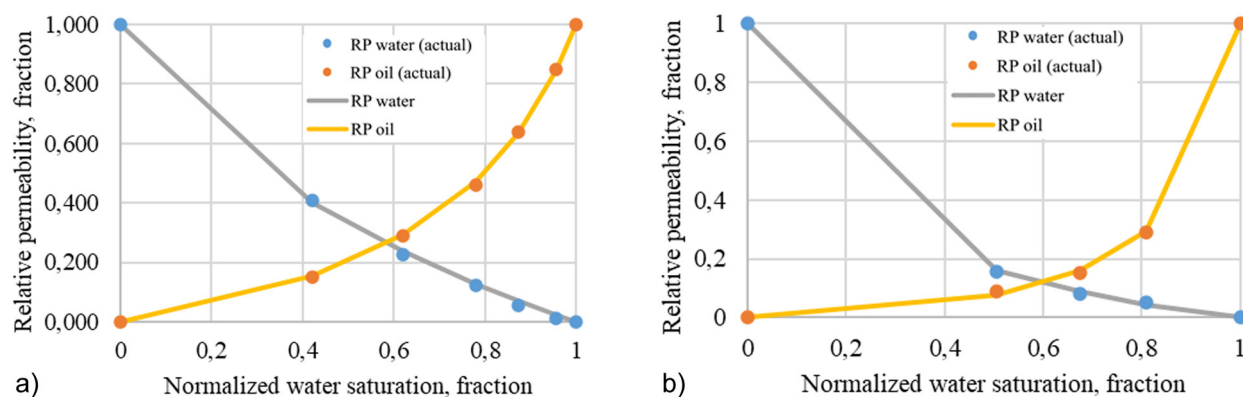 1,000
0,800
0,600
0,400
0,200
0,000
Relative permeability, fraction
RP water (actual)
RP oil (actual)
RP water
RP oil
0 0,2 0,4 0,6 0,8 1
Normalized water saturation, fraction
a)
1
0,8
0,6
0,4
0,2
0
Relative permeability, fraction
RP water (actual)
RP oil (actual)
RP water
RP oil
0 0,2 0,4 0,6 0,8 1
Normalized water saturation, fraction
b)